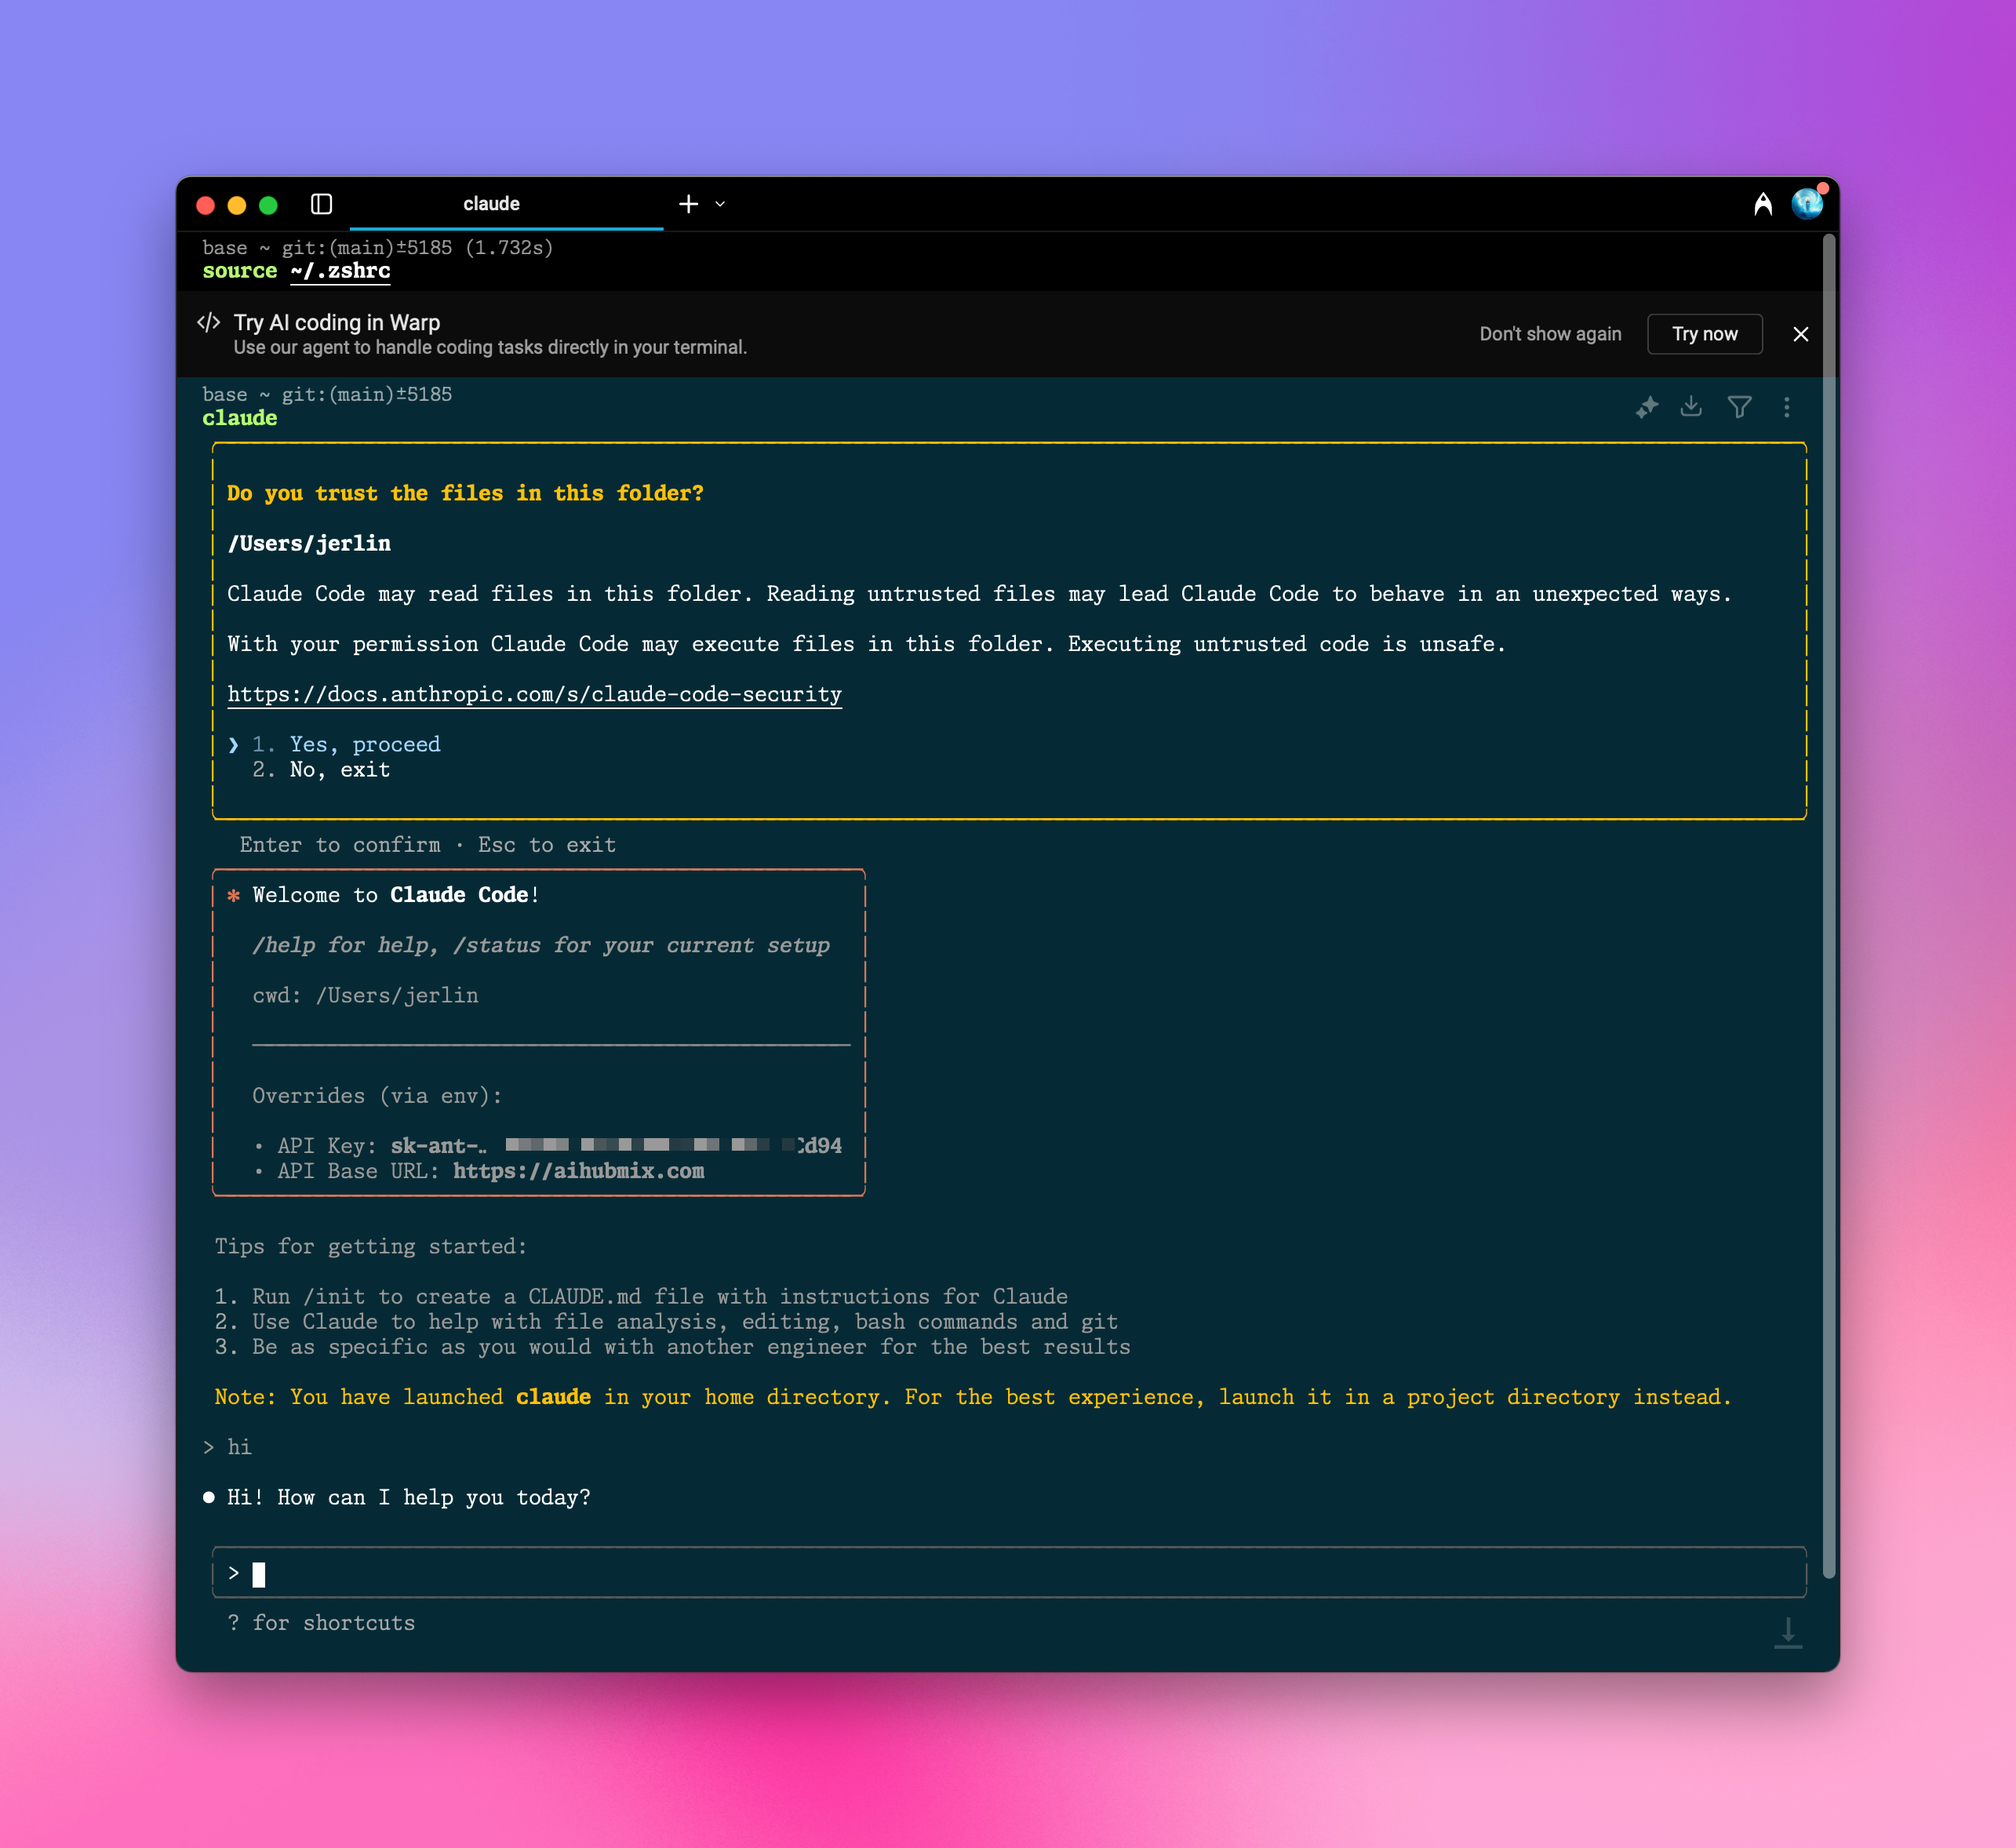 claude
base ~ git:(main)±5185 (1.732s)
source ~/.zshrc
Try AI coding in Warp
Use our agent to handle coding tasks directly in your terminal.
Don't show again
Try now
base ~ git:(main)±5185
claude
Do you trust the files in this folder?
/Users/jerlin
Claude Code may read files in this folder. Reading untrusted files may lead Claude Code to behave in an unexpected ways.
With your permission Claude Code may execute files in this folder. Executing untrusted code is unsafe.
https://docs.anthropic.com/s/claude-code-security
❯ 1. Yes, proceed
2. No, exit
Enter to confirm · Esc to exit
* Welcome to Claude Code!
/help for help, /status for your current setup
cwd: /Users/jerlin
Overrides (via env):
• API Key: sk-ant-… d94
• API Base URL: https://aihubmix.com
Tips for getting started:
1. Run /init to create a CLAUDE.md file with instructions for Claude
2. Use Claude to help with file analysis, editing, bash commands and git
3. Be as specific as you would with another engineer for the best results
Note: You have launched claude in your home directory. For the best experience, launch it in a project directory instead.
> hi
● Hi! How can I help you today?
>
? for shortcuts